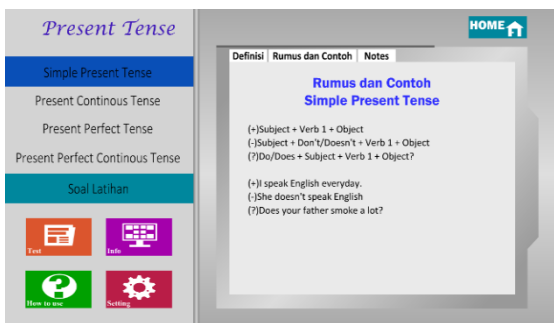 Present Tense
Simple Present Tense
Present Continous Tense
Present Perfect Tense
Present Perfect Continous Tense
Soal Latihan
Test
Info
How to use
Setting
HOME
Definisi
Rumus dan Contoh
Notes
Rumus dan Contoh
Simple Present Tense
(+)Subject + Verb 1 + Object
(-)Subject + Don't/Doesn't + Verb 1 + Object
(?)Do/Does + Subject + Verb 1 + Object?
(+)I speak English everyday.
(-)She doesn't speak English
(?)Does your father smoke a lot?